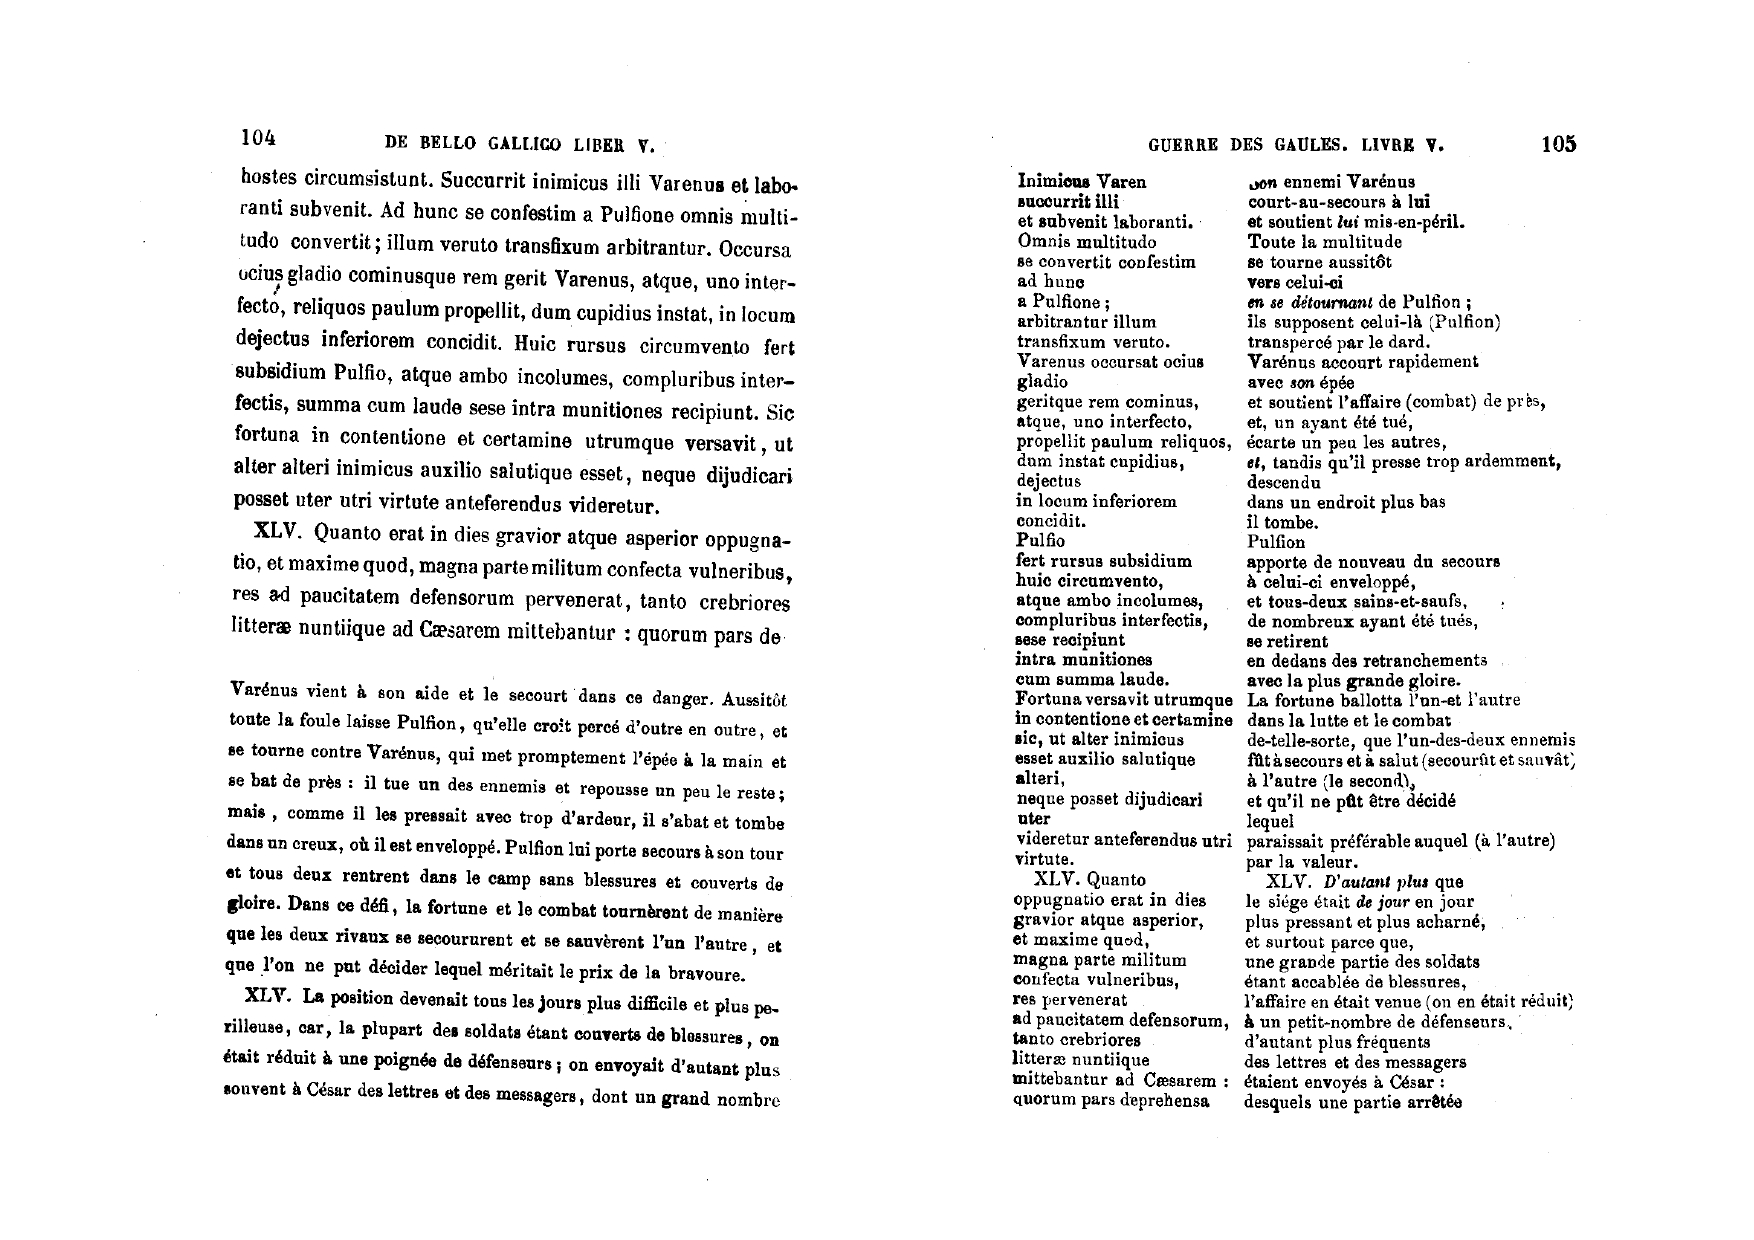 104 DE BELLO GALLICO LIBER V.
hostes circumsistunt. Succurrit inimicus illi Varenus et labo-
ranti subvenit. Ad hunc se confestim a Pulfione omnis multi-
tudo convertit; illum veruto transfixum arbitrantur. Occursa
ocius gladio cominusque rem gerit Varenus, atque, uno inter-
fecto, reliquos paulum propellit, dum cupidius instat, in locum
dejectus inferiorem concidit. Huic rursus circumvento fert
subsidium Pulfio, atque ambo incolumes, compluribus inter-
fectis, summa cum laude sese intra munitiones recipiunt. Sic
fortuna in contentione et certamine utrumque versavit, ut
alter alteri inimicus auxilio salutique esset, neque dijudicari
posset uter utri virtute anteferendus videretur.
XLV. Quanto erat in dies gravior atque asperior oppugna-
tio, et maxime quod, magna parte militum confecta vulneribus,
res ad paucitatem defensorum pervenerat, tanto crebriores
litteræ nuntiique ad Cæsarem mittebantur : quorum pars de
Varénus vient à son aide et le secourt dans ce danger. Aussitôt
toute la foule laisse Pulfion, qu'elle croit percé d'outre en outre, et
se tourne contre Varénus, qui met promptement l'épée à la main et
se bat de près : il tue un des ennemis et repousse un peu le reste;
mais, comme il les pressait avec trop d'ardeur, il s'abat et tombe
dans un creux, où il est enveloppé. Pulfion lui porte secours à son tour
et tous deux rentrent dans le camp sans blessures et couverts de
gloire. Dans ce défi, la fortune et le combat tournèrent de manière
que les deux rivaux se secoururent et se sauvèrent l'un l'autre, et
que l'on ne put décider lequel méritait le prix de la bravoure.
XLV. La position devenait tous les jours plus difficile et plus pe-
rilleuse, car, la plupart des soldats étant couverts de blessures, on
était réduit à une poignée de défenseurs; on envoyait d'autant plus
souvent à César des lettres et des messagers, dont un grand nombre
GUERRE DES GAULES. LIVRE V. 105
Inimicus Varen
succurrit illi
et subvenit laboranti.
Omnis multitudo
se convertit confestim
ad hunc
a Pulfione;
arbitrantur illum
transfixum veruto.
Varenus occursat ocius
gladio
geritque rem cominus,
atque, uno interfecto,
propellit paulum reliquos,
dum instat cupidius,
dejectus
in locum inferiorem
concidit.
Pulfio
fert rursus subsidium
huic circumvento,
atque ambo incolumes,
compluribus interfectis,
sese recipiunt
intra munitiones
cum summa laude.
Fortuna versavit utrumque
in contentione et certamine
sic, ut alter inimicus
esset auxilio salutique
alteri,
neque posset dijudicari
uter
videretur anteferendus utri
virtute.
XLV. Quanto
oppugnatio erat in dies
gravior atque asperior,
et maxime quod,
magna parte militum
confecta vulneribus,
res pervenerat
ad paucitatem defensorum,
tanto crebriores
litteræ nuntiique
mittebantur ad Cæsarem :
quorum pars deprehensa
son ennemi Varénus
court-au-secours à lui
et soutient lui mis-en-péril.
Toute la multitude
se tourne aussitôt
vers celui-ci
en se détournant de Pulfion;
ils supposent celui-là (Pulfion)
transpercé par le dard.
Varénus accourt rapidement
avec son épée
et soutient l'affaire (combat) de près,
et, un ayant été tué,
écarte un peu les autres,
et, tandis qu'il presse trop ardemment,
descendu
dans un endroit plus bas
il tombe.
Pulfion
apporte de nouveau du secours
à celui-ci enveloppé,
et tous-deux sains-et-saufs,
de nombreux ayant été tués,
se retirent
en dedans des retranchements
avec la plus grande gloire.
La fortune ballotta l'un-et l'autre
dans la lutte et le combat
de-telle-sorte, que l'un-des-deux ennemis
fût à secours et à salut (secourût et sauvât)
à l'autre (le second),
et qu'il ne pût être décidé
lequel
paraissait préférable auquel (à l'autre)
par la valeur.
XLV. D'autant plus que
le siége était de jour en jour
plus pressant et plus acharné,
et surtout parce que,
une grande partie des soldats
étant accablée de blessures,
l'affaire en était venue (on en était réduit)
à un petit-nombre de défenseurs,
d'autant plus fréquents
des lettres et des messagers
étaient envoyés à César :
desquels une partie arrêtée